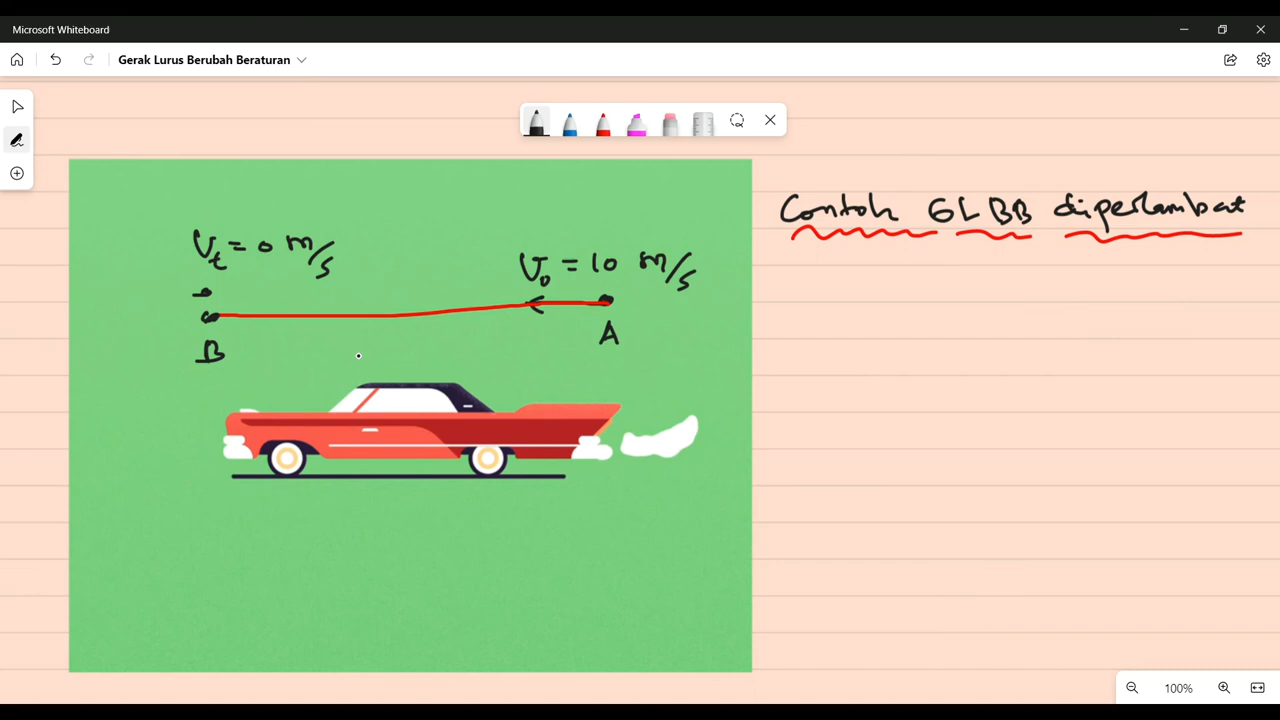 Microsoft Whiteboard
Gerak Lurus Berubah Beraturan
Contoh GLBB diperlambat
Vt = 0 m/s
V0 = 10 m/s
A
B
100%